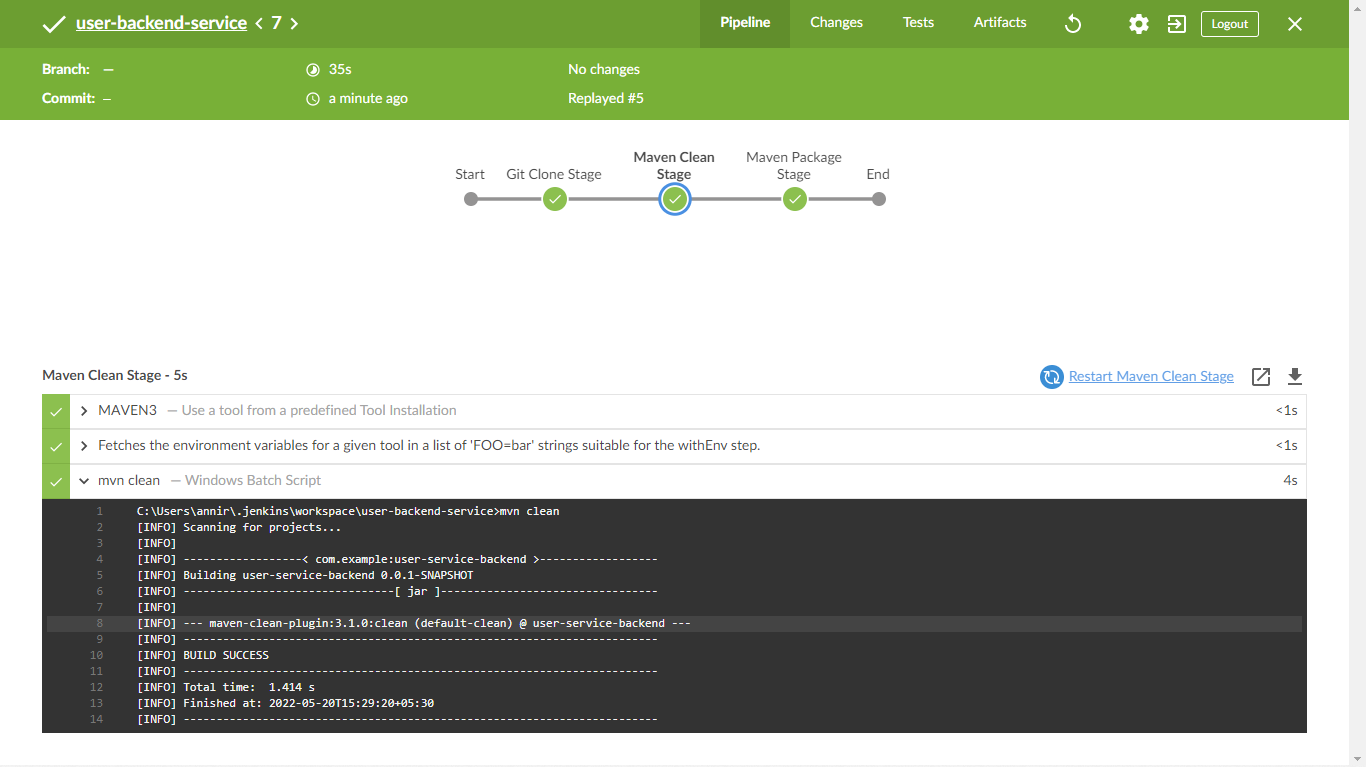 user-backend-service < 7 >
Pipeline Changes Tests Artifacts Logout
Branch: — 35s No changes
Commit: — a minute ago Replayed #5
Start Git Clone Stage Maven Clean Stage Maven Package Stage End
Maven Clean Stage - 5s Restart Maven Clean Stage
MAVEN3 — Use a tool from a predefined Tool Installation <1s
Fetches the environment variables for a given tool in a list of 'FOO=bar' strings suitable for the withEnv step. <1s
mvn clean — Windows Batch Script 4s
1 C:\Users\annir\.jenkins\workspace\user-backend-service>mvn clean
2 [INFO] Scanning for projects...
3 [INFO]
4 [INFO] ------------------< com.example:user-service-backend >------------------
5 [INFO] Building user-service-backend 0.0.1-SNAPSHOT
6 [INFO] --------------------------------[ jar ]---------------------------------
7 [INFO]
8 [INFO] --- maven-clean-plugin:3.1.0:clean (default-clean) @ user-service-backend ---
9 [INFO] ------------------------------------------------------------------------
10 [INFO] BUILD SUCCESS
11 [INFO] ------------------------------------------------------------------------
12 [INFO] Total time:  1.414 s
13 [INFO] Finished at: 2022-05-20T15:29:20+05:30
14 [INFO] ------------------------------------------------------------------------